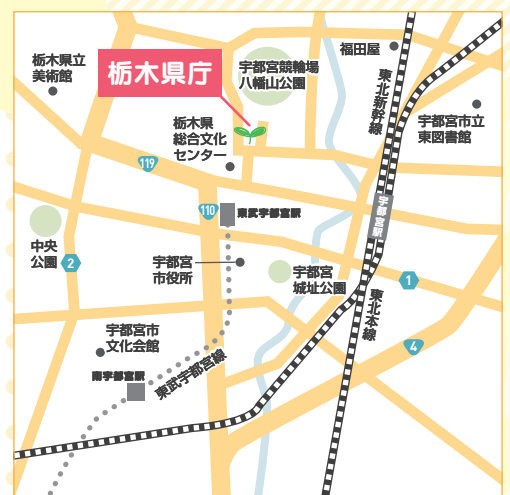 福田屋
栃木県立
美術館
栃木県庁
宇都宮競輪場
八幡山公園
東北新幹線
宇都宮市立
東図書館
栃木県
総合文化
センター
119
110
東武宇都宮駅
宇都宮駅
中央
公園
2
宇都宮
市役所
宇都宮
城址公園
1
東北本線
宇都宮市
文化会館
4
東武宇都宮線
南宇都宮駅